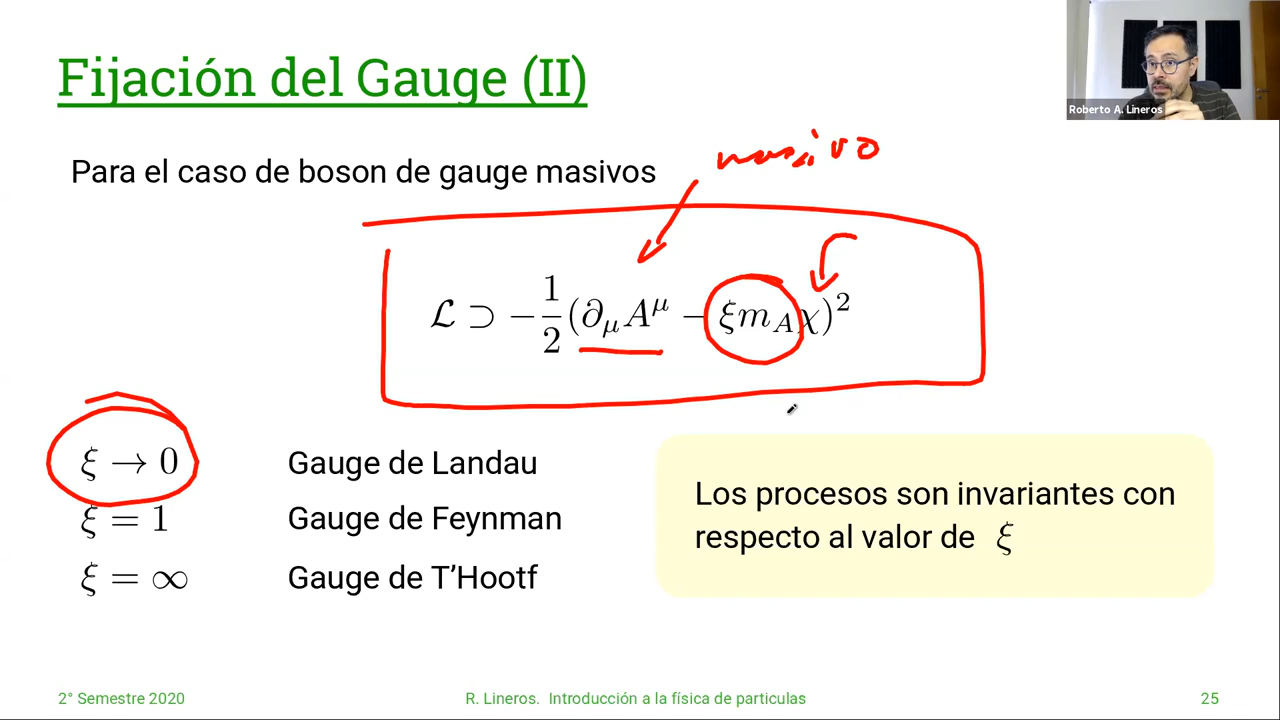 Fijación del Gauge (II)
Roberto A. Lineros
Para el caso de boson de gauge masivos
masivo
ℒ ⊃ −1/2(∂_μ A^μ − ξm_A χ)²
ξ → 0 Gauge de Landau
ξ = 1 Gauge de Feynman
ξ = ∞ Gauge de T’Hootf
Los procesos son invariantes con
respecto al valor de ξ
2° Semestre 2020
R. Lineros. Introducción a la física de particulas
25